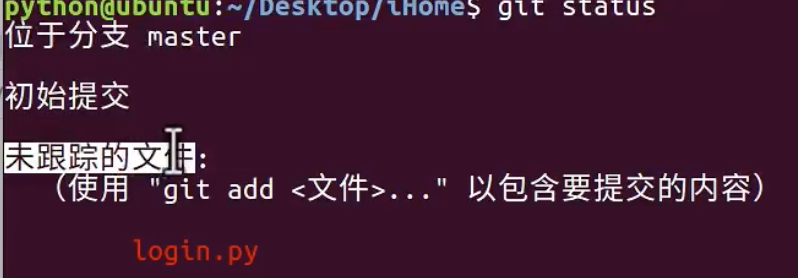 python@ubuntu:~/Desktop/iHome$ git status
位于分支 master
初始提交
未跟踪的文件:
（使用 "git add <文件>..." 以包含要提交的内容）
login.py